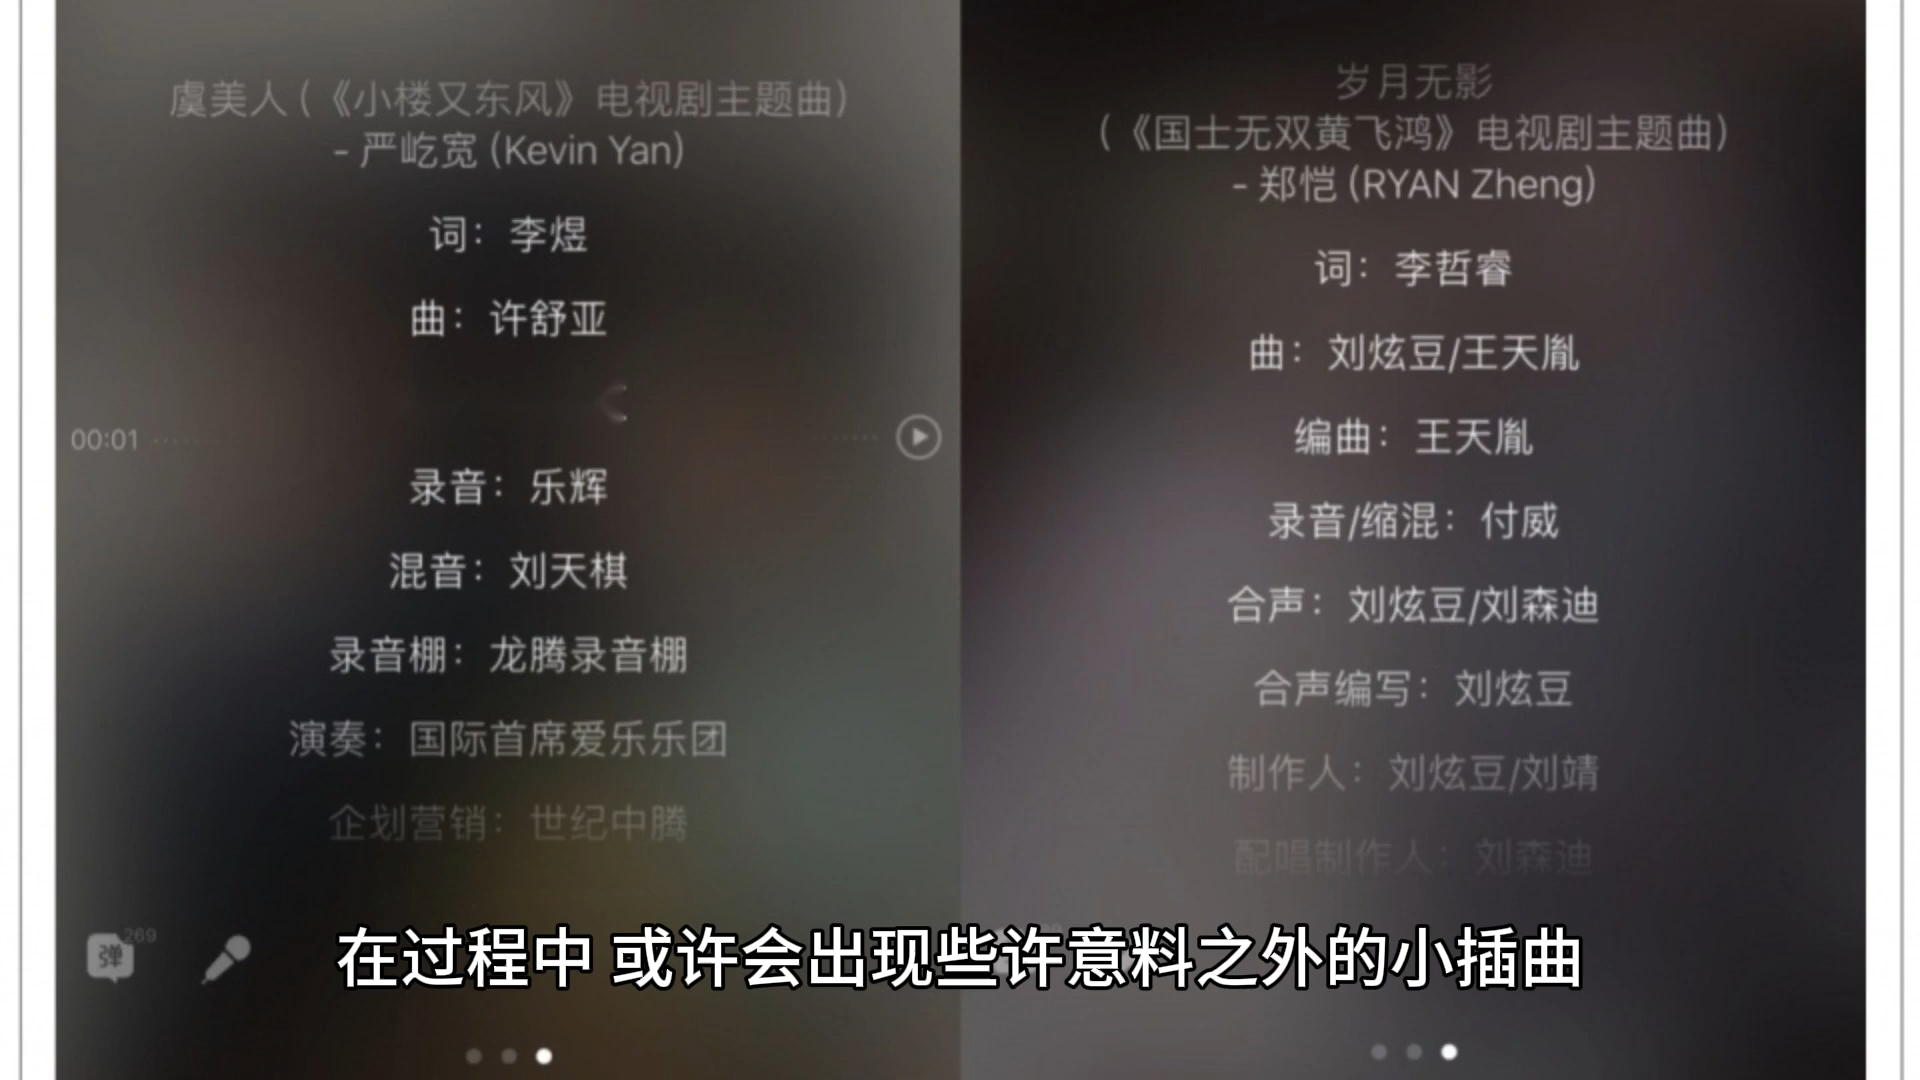 虞美人(《小楼又东风》电视剧主题曲)
- 严屹宽 (Kevin Yan)
词：李煜
曲：许舒亚
00:01
录音：乐辉
混音：刘天棋
录音棚：龙腾录音棚
演奏：国际首席爱乐乐团
企划营销：世纪中腾
弹
269
岁月无影
(《国士无双黄飞鸿》电视剧主题曲)
- 郑恺 (RYAN Zheng)
词：李哲睿
曲：刘炫豆/王天胤
编曲：王天胤
录音/缩混：付威
合声：刘炫豆/刘森迪
合声编写：刘炫豆
制作人：刘炫豆/刘靖
配唱制作人：刘森迪
在过程中 或许会出现些许意料之外的小插曲